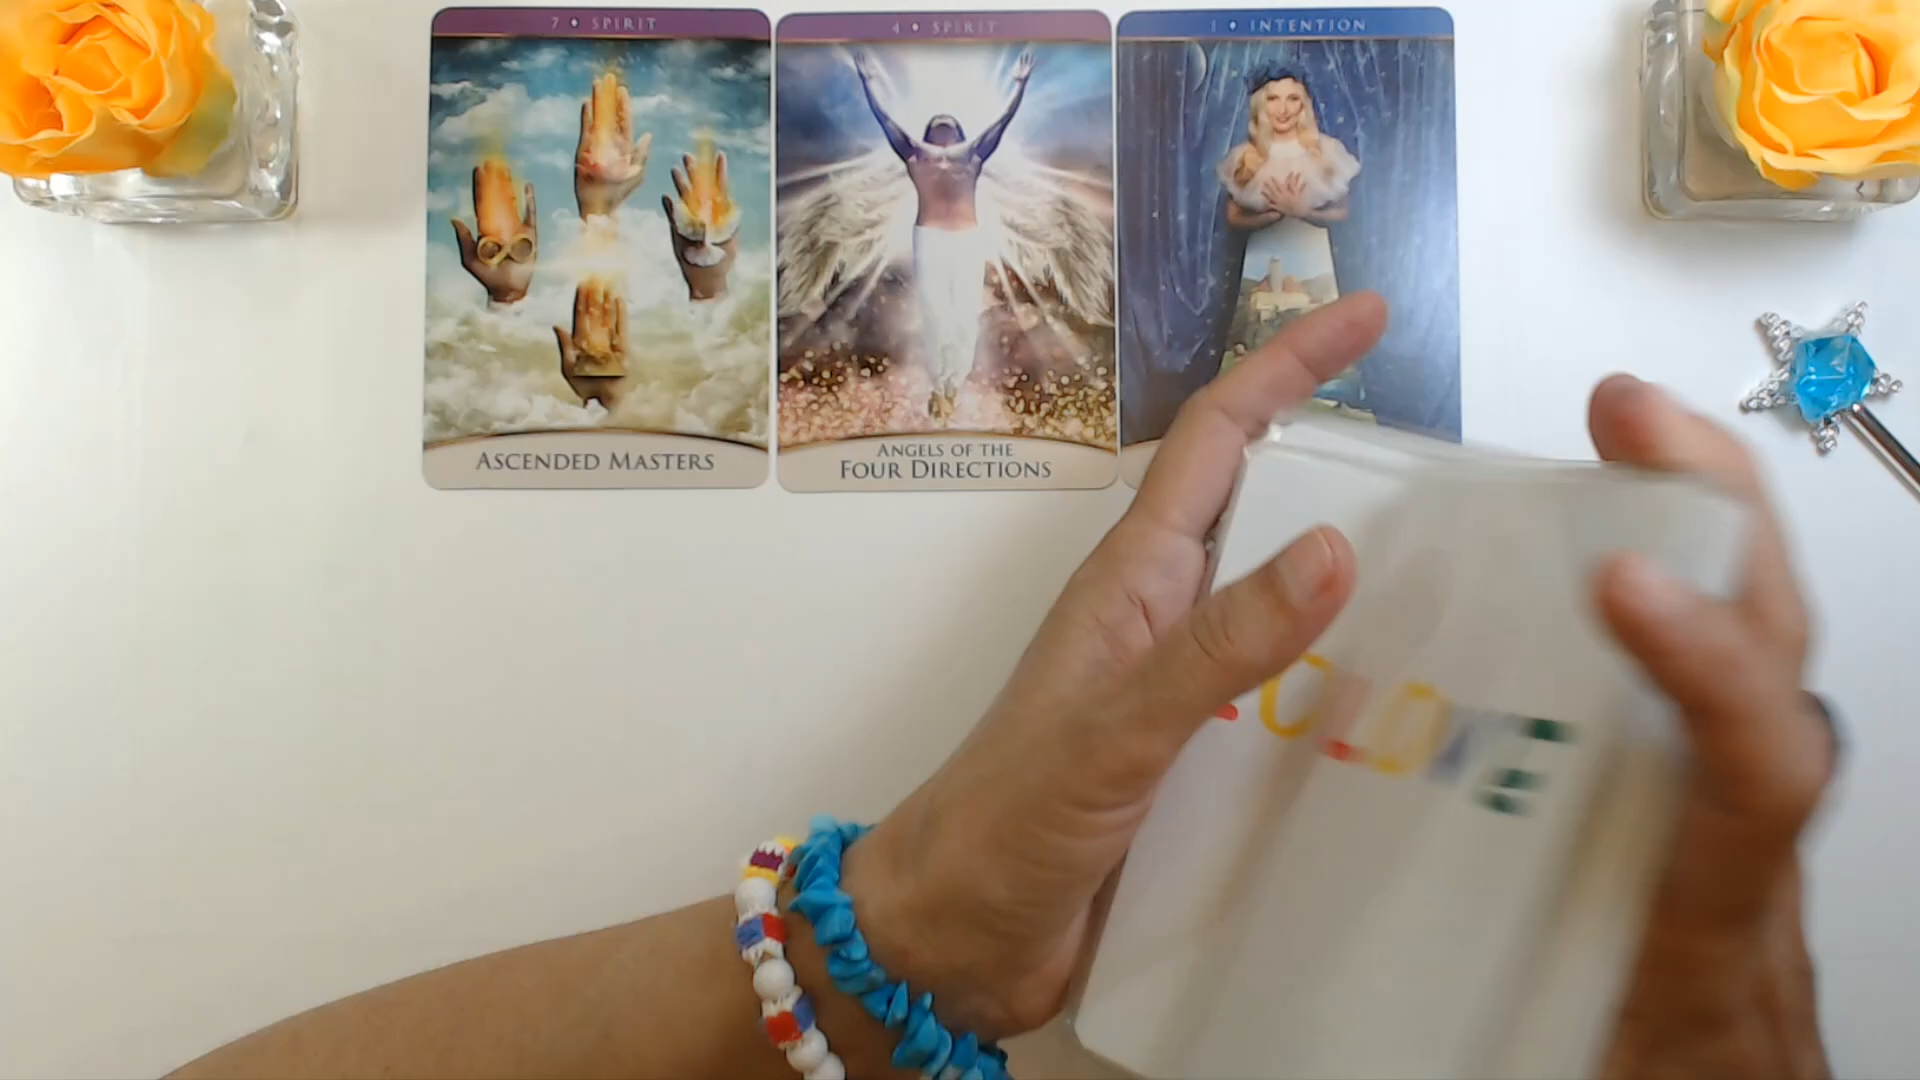 7 • SPIRIT
4 • SPIRIT
1 • INTENTION
ASCENDED MASTERS
ANGELS OF THE
FOUR DIRECTIONS